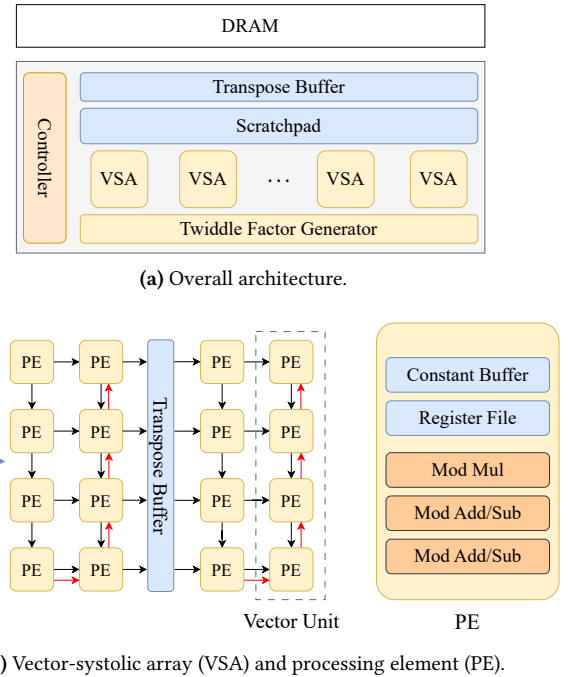 DRAM
Transpose Buffer
Scratchpad
Controller
VSA VSA ... VSA VSA
Twiddle Factor Generator
(a) Overall architecture.
PE PE PE PE
PE PE PE PE
PE PE PE PE
PE PE PE PE
Transpose Buffer
Vector Unit
Constant Buffer
Register File
Mod Mul
Mod Add/Sub
Mod Add/Sub
PE
) Vector-systolic array (VSA) and processing element (PE).